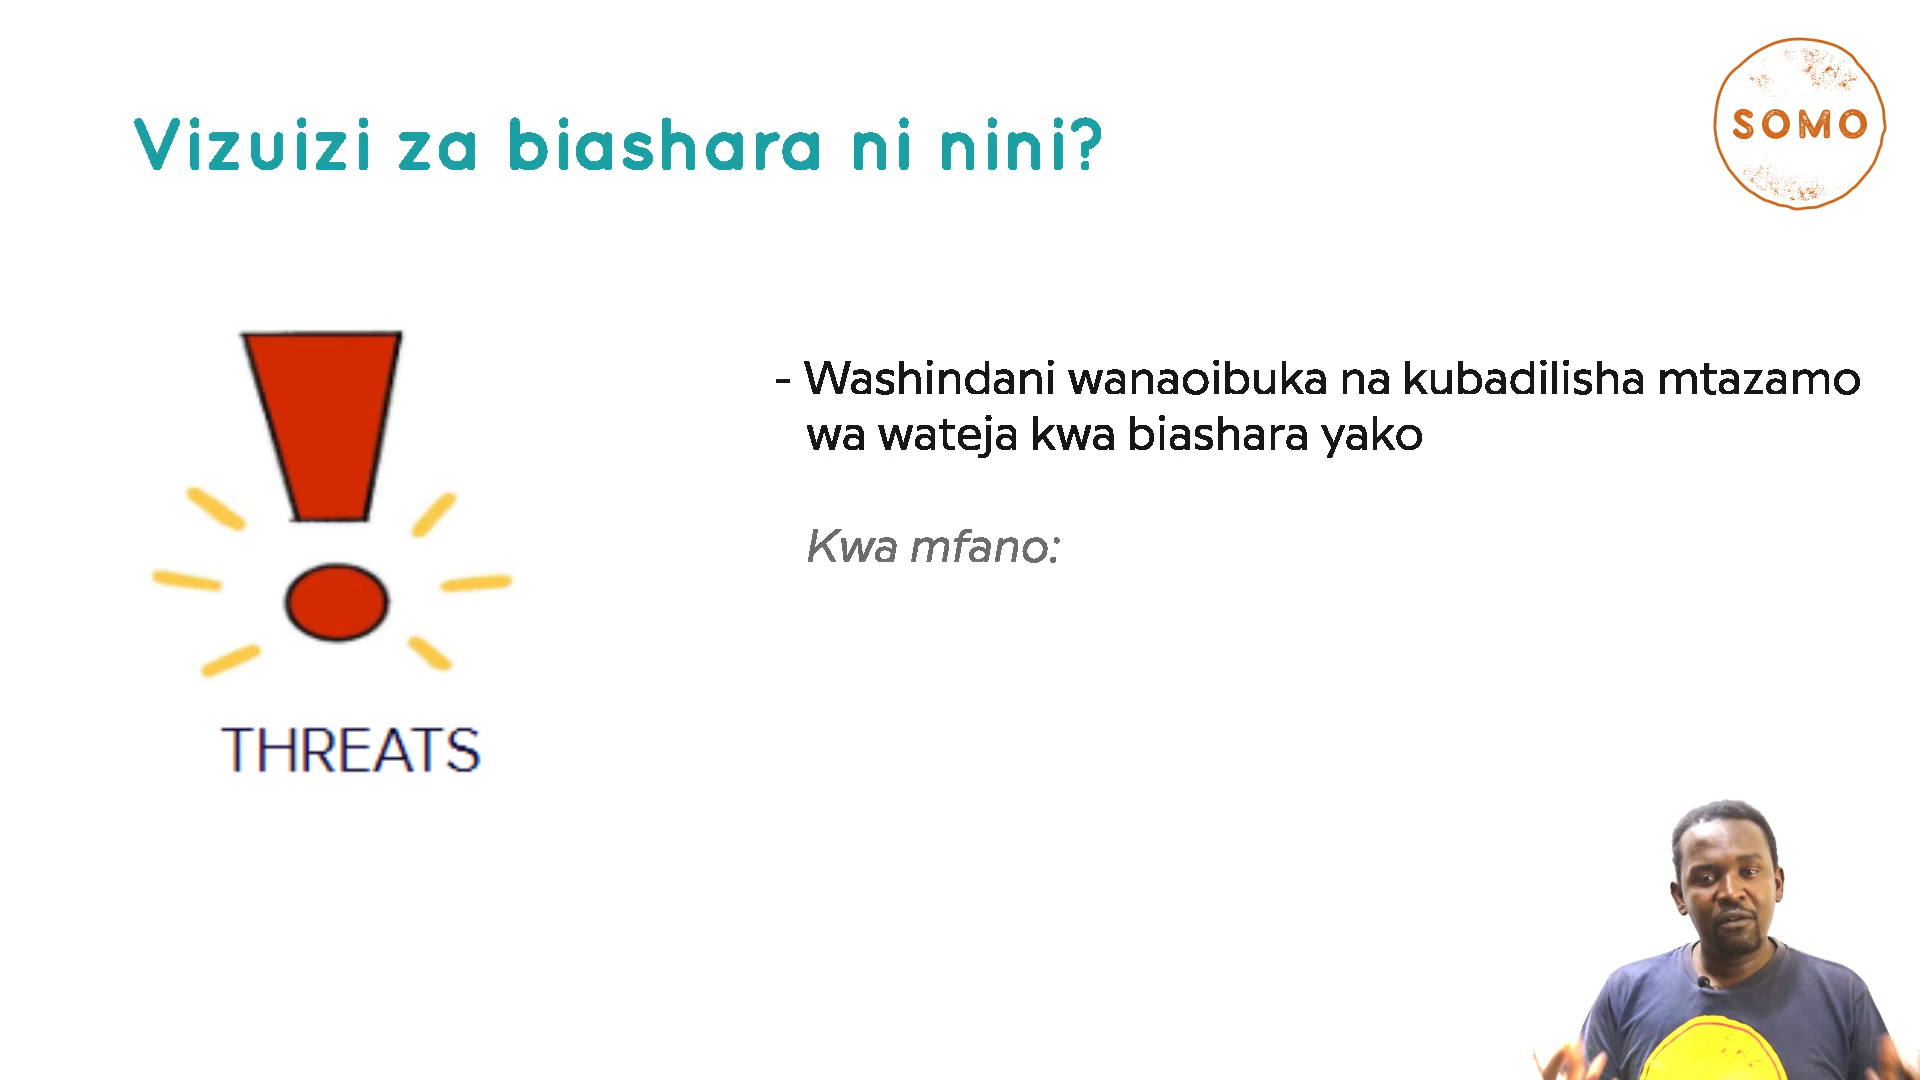 Vizuizi za biashara ni nini?
SOMO
- Washindani wanaoibuka na kubadilisha mtazamo
wa wateja kwa biashara yako
Kwa mfano:
THREATS